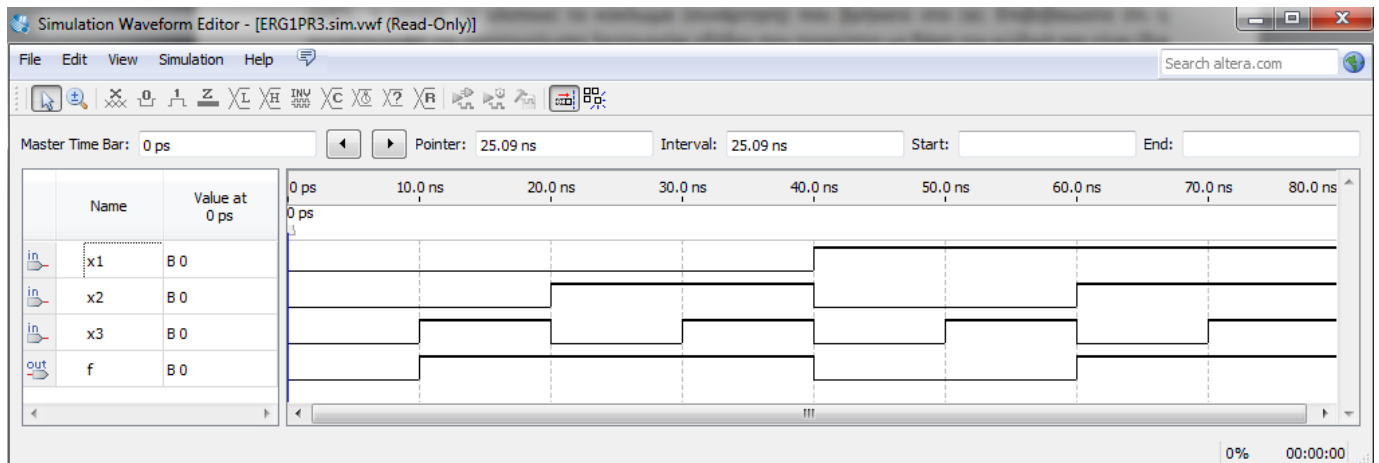 Simulation Waveform Editor - [ERG1PR3.sim.vwf (Read-Only)]
File Edit View Simulation Help
Search altera.com
Master Time Bar: 0 ps
Pointer: 25.09 ns
Interval: 25.09 ns
Start:
End:
Name
Value at
0 ps
0 ps 10.0 ns 20.0 ns 30.0 ns 40.0 ns 50.0 ns 60.0 ns 70.0 ns 80.0 ns
0 ps
in x1 B 0
in x2 B 0
in x3 B 0
out f B 0
0% 00:00:00